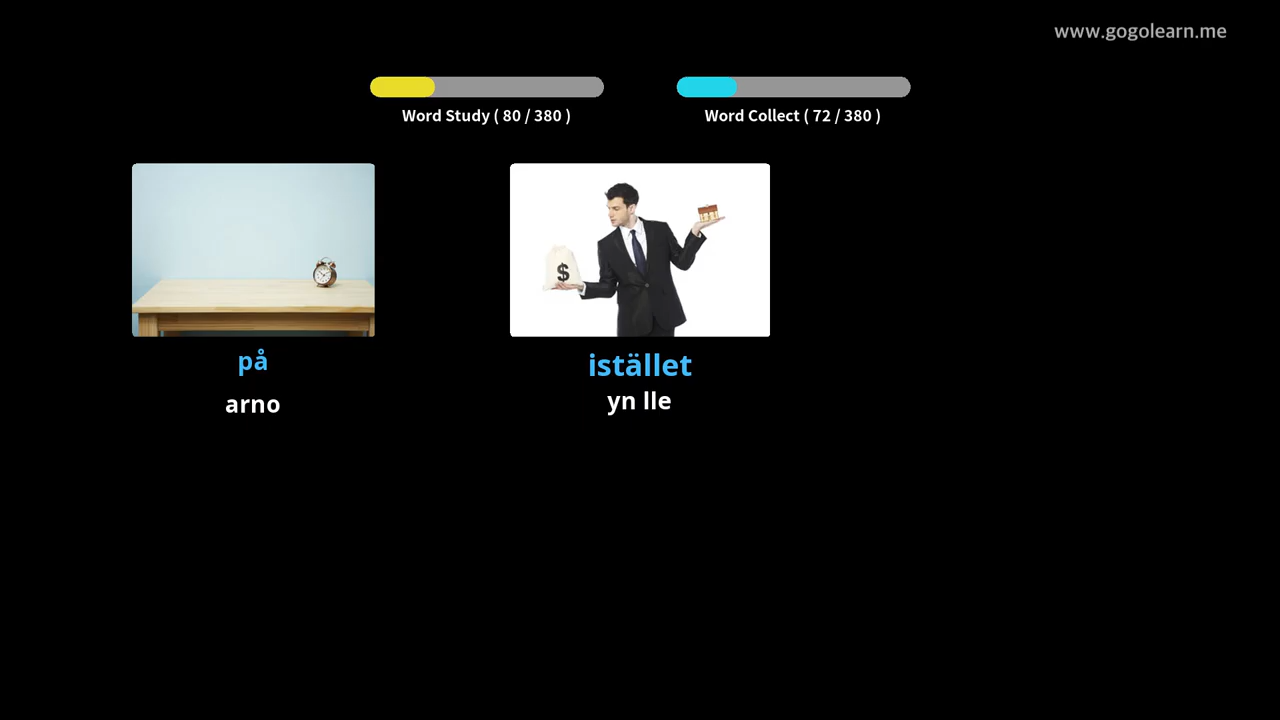 www.gogolearn.me
Word Study ( 80 / 380 )
Word Collect ( 72 / 380 )
$
på
arno
istället
yn lle